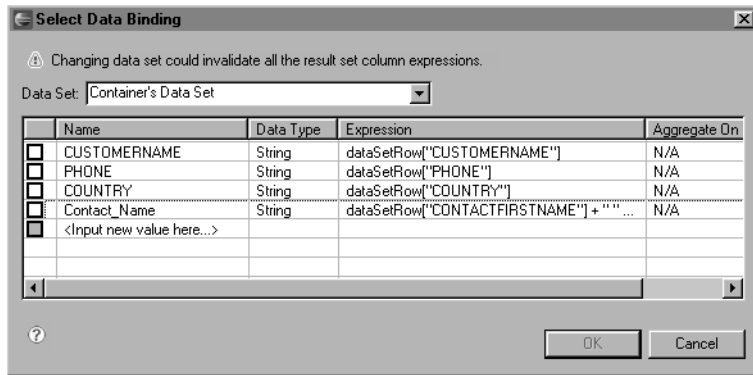 Select Data Binding
Changing data set could invalidate all the result set column expressions.
Data Set: Container's Data Set
Name Data Type Expression Aggregate On
CUSTOMERNAME String dataSetRow["CUSTOMERNAME"] N/A
PHONE String dataSetRow["PHONE"] N/A
COUNTRY String dataSetRow["COUNTRY"] N/A
Contact_Name String dataSetRow["CONTACTFIRSTNAME"] + " " ... N/A
<Input new value here...>
OK Cancel